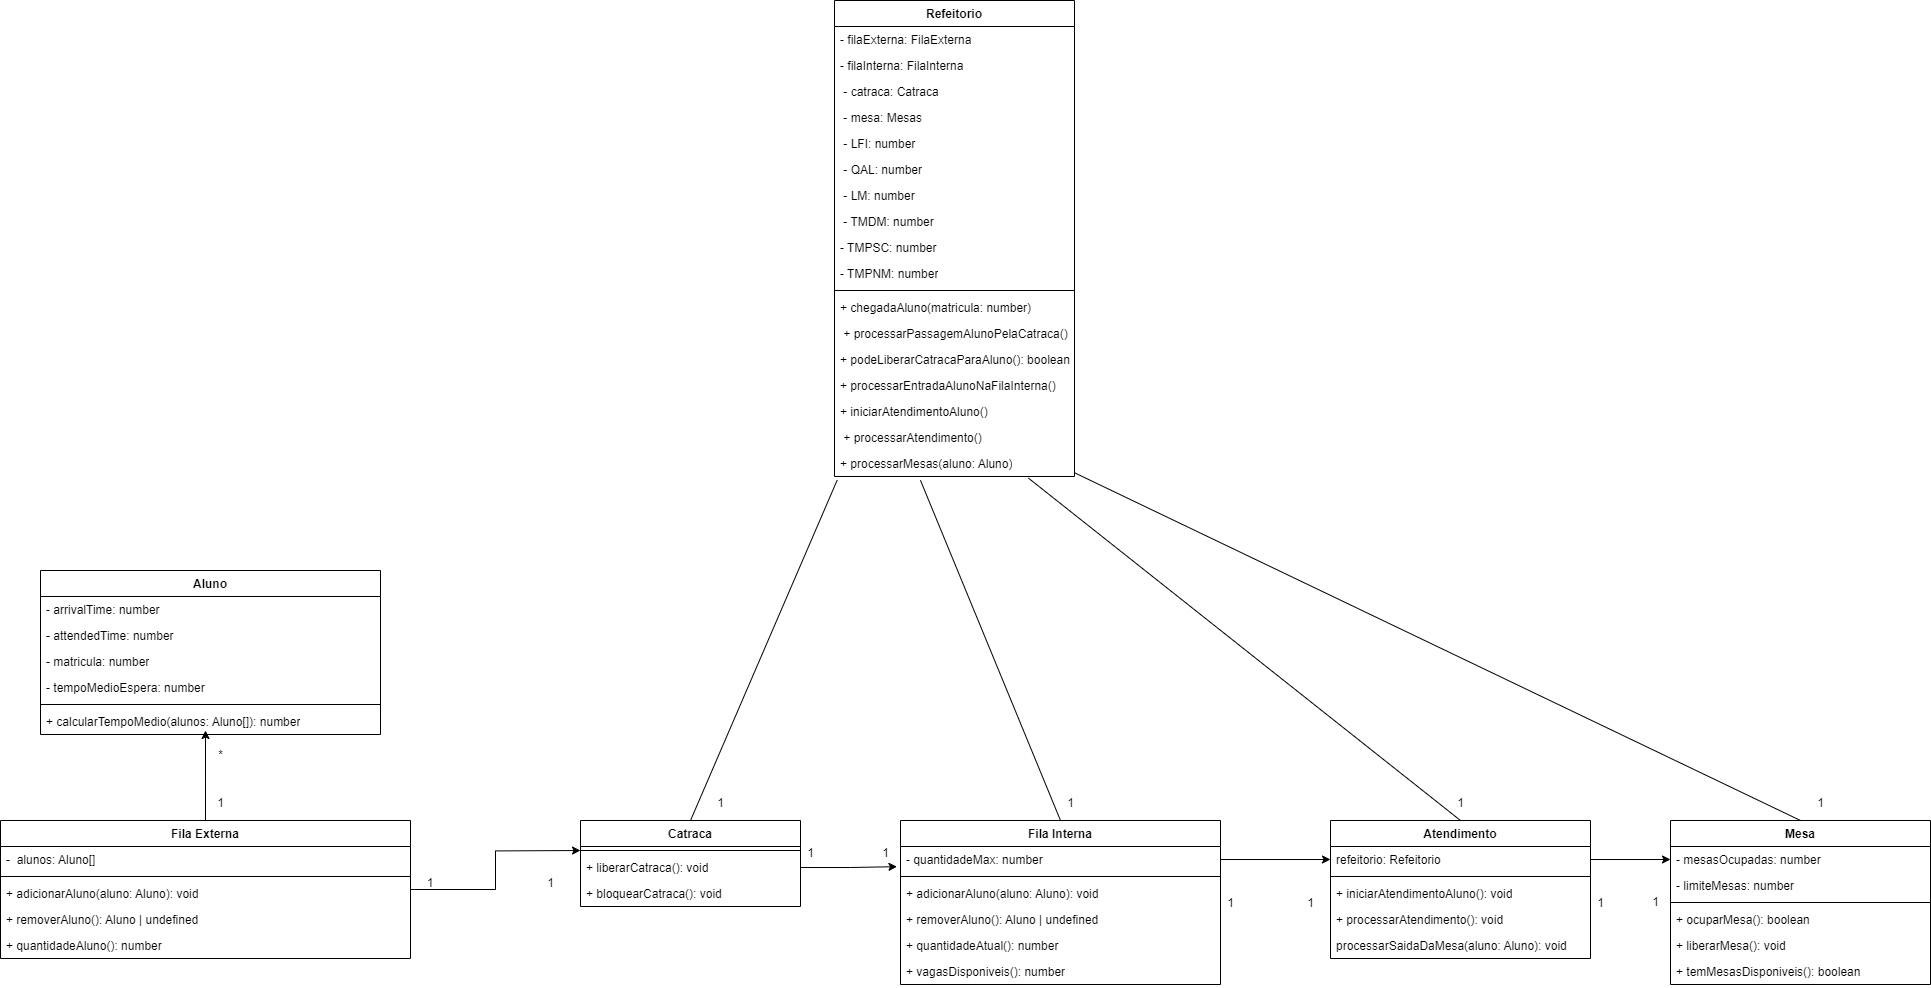 Refeitorio
- filaExterna: FilaExterna
- filaInterna: FilaInterna
- catraca: Catraca
- mesa: Mesas
- LFI: number
- QAL: number
- LM: number
- TMDM: number
- TMPSC: number
- TMPNM: number
+ chegadaAluno(matricula: number)
+ processarPassagemAlunoPelaCatraca()
+ podeLiberarCatracaParaAluno(): boolean
+ processarEntradaAlunoNaFilaInterna()
+ iniciarAtendimentoAluno()
+ processarAtendimento()
+ processarMesas(aluno: Aluno)
Aluno
- arrivalTime: number
- attendedTime: number
- matricula: number
- tempoMedioEspera: number
+ calcularTempoMedio(alunos: Aluno[]): number
*
1
1
1
1
1
Fila Externa
- alunos: Aluno[]
+ adicionarAluno(aluno: Aluno): void
+ removerAluno(): Aluno | undefined
+ quantidadeAluno(): number
1
1
Catraca
+ liberarCatraca(): void
+ bloquearCatraca(): void
1
1
Fila Interna
- quantidadeMax: number
+ adicionarAluno(aluno: Aluno): void
+ removerAluno(): Aluno | undefined
+ quantidadeAtual(): number
+ vagasDisponiveis(): number
1
1
Atendimento
refeitorio: Refeitorio
+ iniciarAtendimentoAluno(): void
+ processarAtendimento(): void
processarSaidaDaMesa(aluno: Aluno): void
1
1
Mesa
- mesasOcupadas: number
- limiteMesas: number
+ ocuparMesa(): boolean
+ liberarMesa(): void
+ temMesasDisponiveis(): boolean